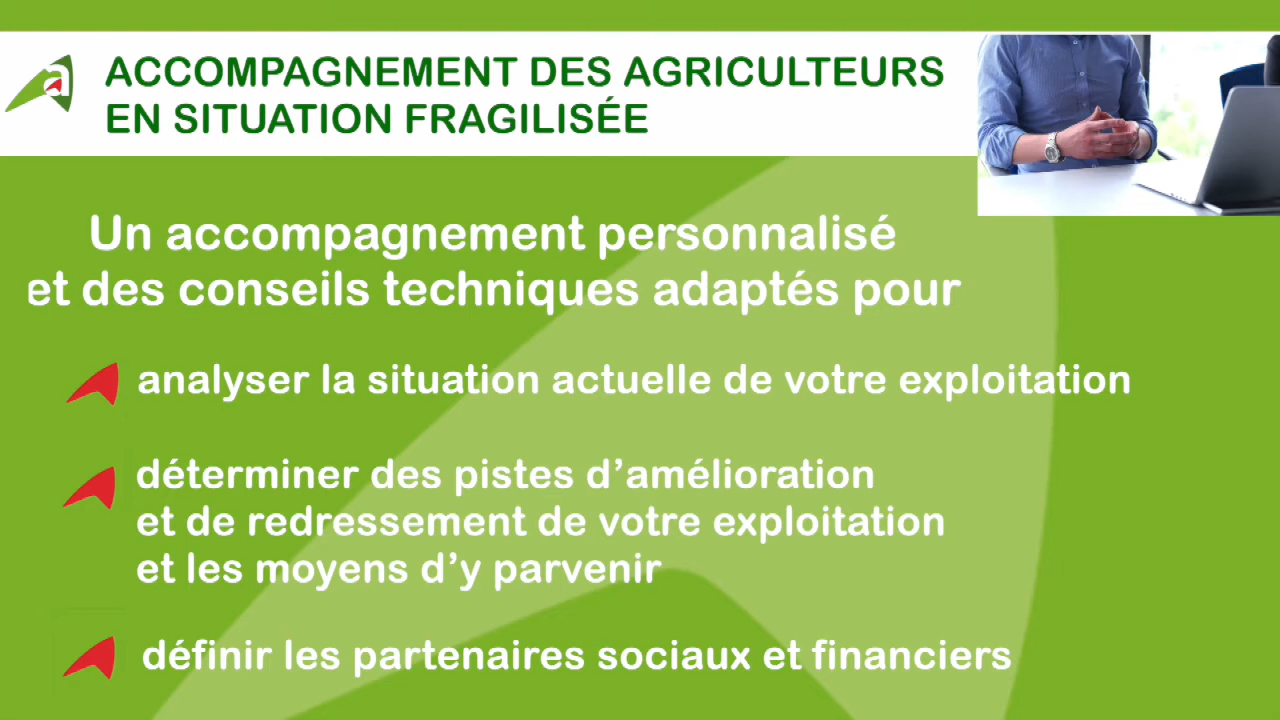 ACCOMPAGNEMENT DES AGRICULTEURS
EN SITUATION FRAGILISÉE
Un accompagnement personnalisé
et des conseils techniques adaptés pour
analyser la situation actuelle de votre exploitation
déterminer des pistes d’amélioration
et de redressement de votre exploitation
et les moyens d’y parvenir
définir les partenaires sociaux et financiers